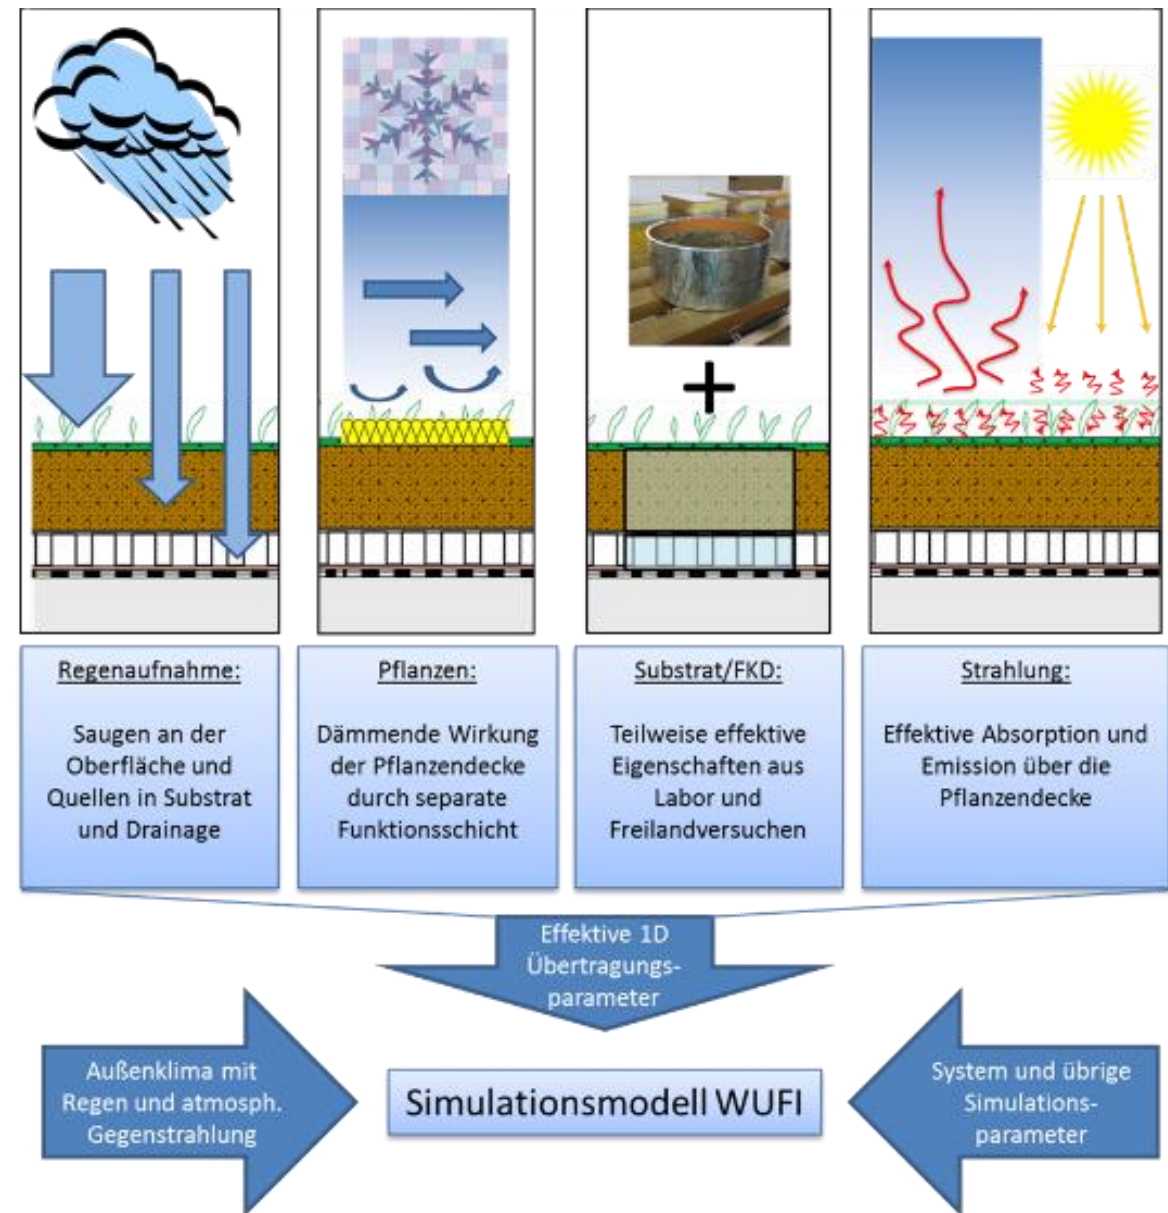 Regenaufnahme:
Saugen an der
Oberfläche und
Quellen in Substrat
und Drainage
Pflanzen:
Dämmende Wirkung
der Pflanzendecke
durch separate
Funktionsschicht
Substrat/FKD:
Teilweise effektive
Eigenschaften aus
Labor und
Freilandversuchen
Strahlung:
Effektive Absorption und
Emission über die
Pflanzendecke
Effektive 1D
Übertragungs-
parameter
Außenklima mit
Regen und atmosph.
Gegenstrahlung
Simulationsmodell WUFI
System und übrige
Simulations-
parameter